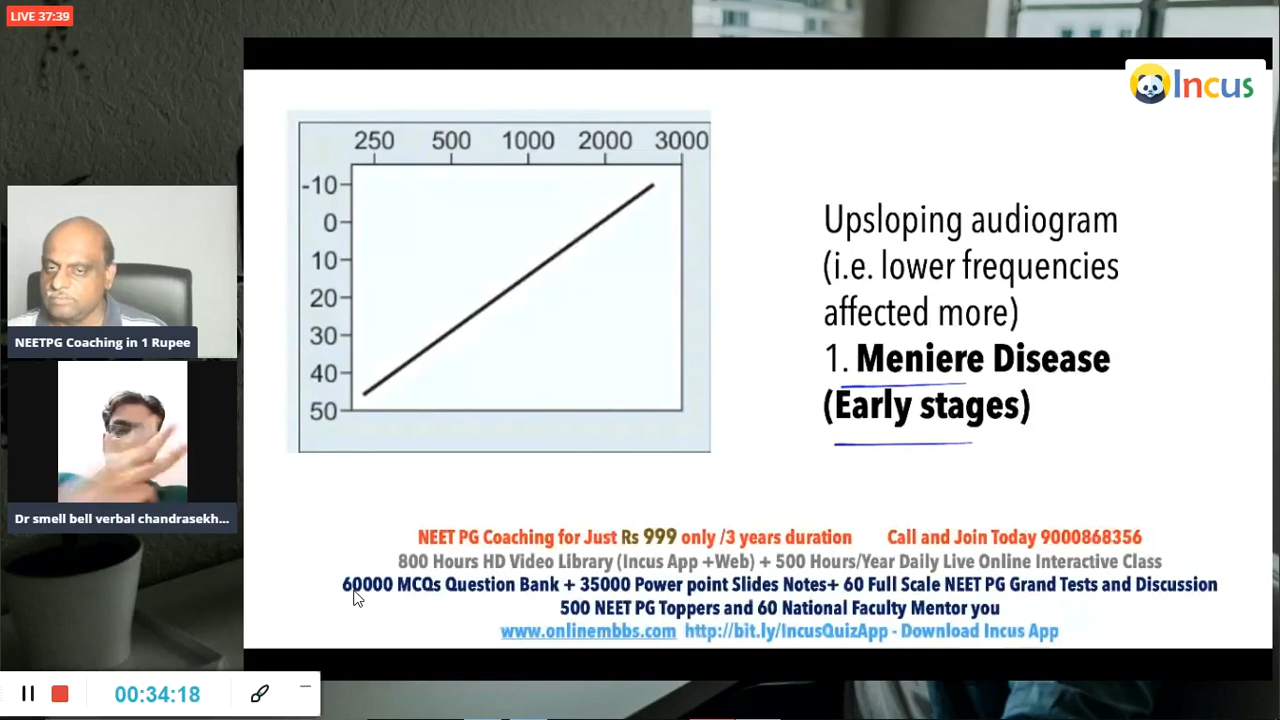 LIVE 37:39
Incus
250 500 1000 2000 3000
-10
0
10
20
30
40
50
Upsloping audiogram
(i.e. lower frequencies
affected more)
1. Meniere Disease
(Early stages)
NEETPG Coaching in 1 Rupee
Dr smell bell verbal chandrasekh...
NEET PG Coaching for Just Rs 999 only /3 years duration Call and Join Today 9000868356
800 Hours HD Video Library (Incus App +Web) + 500 Hours/Year Daily Live Online Interactive Class
60000 MCQs Question Bank + 35000 Power point Slides Notes+ 60 Full Scale NEET PG Grand Tests and Discussion
500 NEET PG Toppers and 60 National Faculty Mentor you
www.onlinembbs.com http://bit.ly/IncusQuizApp - Download Incus App
00:34:18